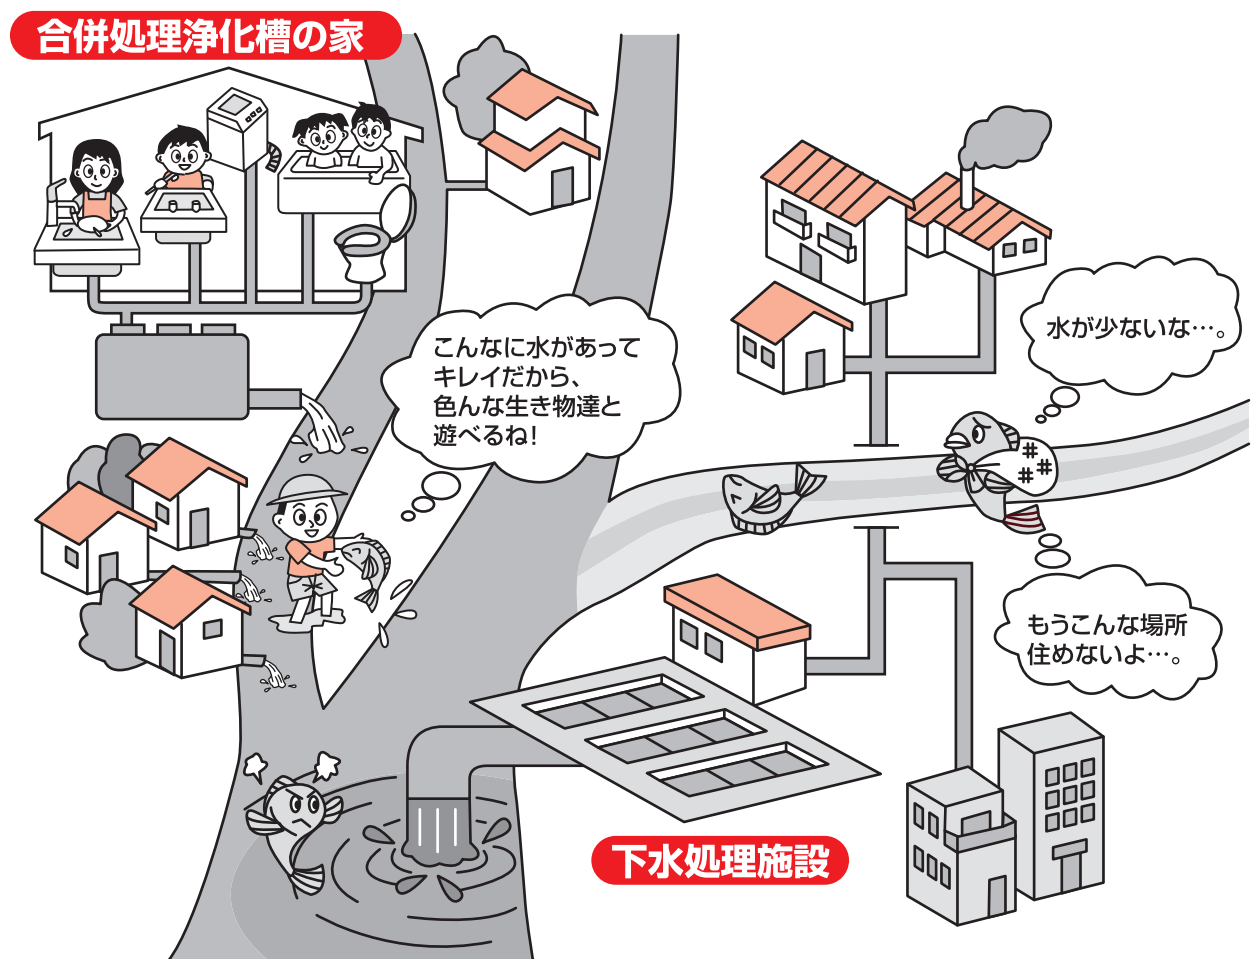 合併処理浄化槽の家
こんなに水があって
キレイだから、
色んな生き物達と
遊べるね！
水が少ないな…。
もうこんな場所
住めないよ…。
下水処理施設